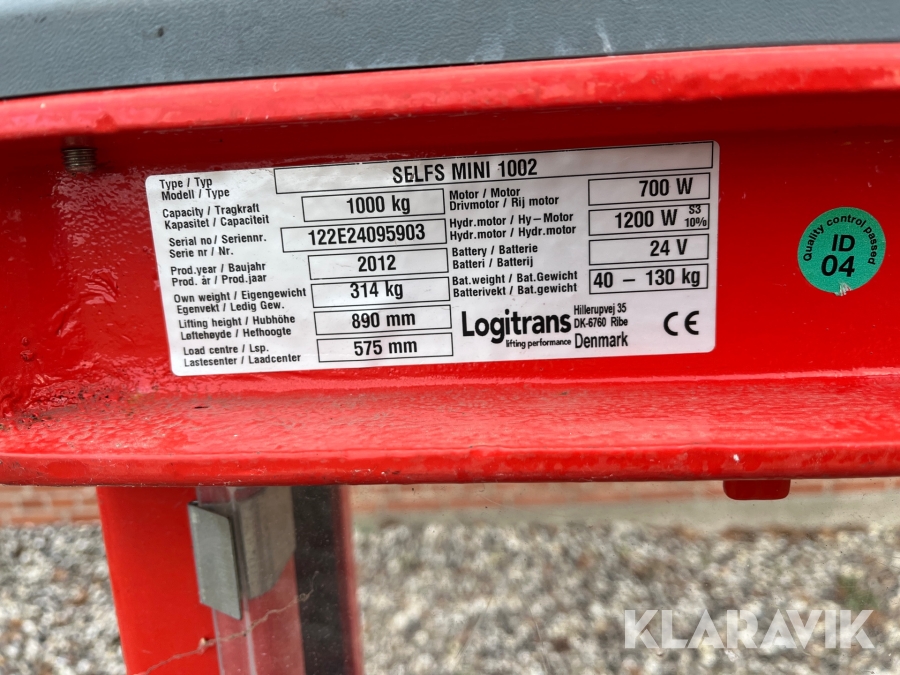 Type / Typ
Modell / Type
SELFS MINI 1002
Capacity / Tragkraft
Kapasitet / Capaciteit
1000 kg
Serial no / Seriennr.
Serie nr / Nr.
122E24095903
Prod.year / Baujahr
Prod. år / Prod.jaar
2012
Own weight / Eigengewicht
Egenvekt / Ledig Gew.
314 kg
Lifting height / Hubhöhe
Løftehøyde / Hefhoogte
890 mm
Load centre / Lsp.
Lastesenter / Laadcenter
575 mm
Motor / Motor
Drivmotor / Rij motor
700 W
Hydr.motor / Hy–Motor
Hydr.motor / Hydr.motor
1200 W S3 10%
Battery / Batterie
Batteri / Batterij
24 V
Bat.weight / Bat.Gewicht
Batterivekt / Bat.gewicht
40 – 130 kg
Logitrans
lifting performance
Hillerupvej 35
DK-6760 Ribe
Denmark
CE
Quality control passed
ID
04
KLARAVIK